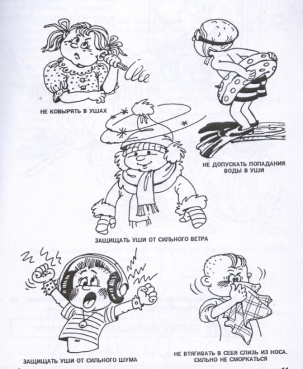 НЕ КОВЫРЯТЬ В УШАХ
НЕ ДОПУСКАТЬ ПОПАДАНИЯ
ВОДЫ В УШИ
ЗАЩИЩАТЬ УШИ ОТ СИЛЬНОГО ВЕТРА
ЗАЩИЩАТЬ УШИ ОТ СИЛЬНОГО ШУМА
НЕ ВТЯГИВАТЬ В СЕБЯ СЛИЗЬ ИЗ НОСА.
СИЛЬНО НЕ СМОРКАТЬСЯ